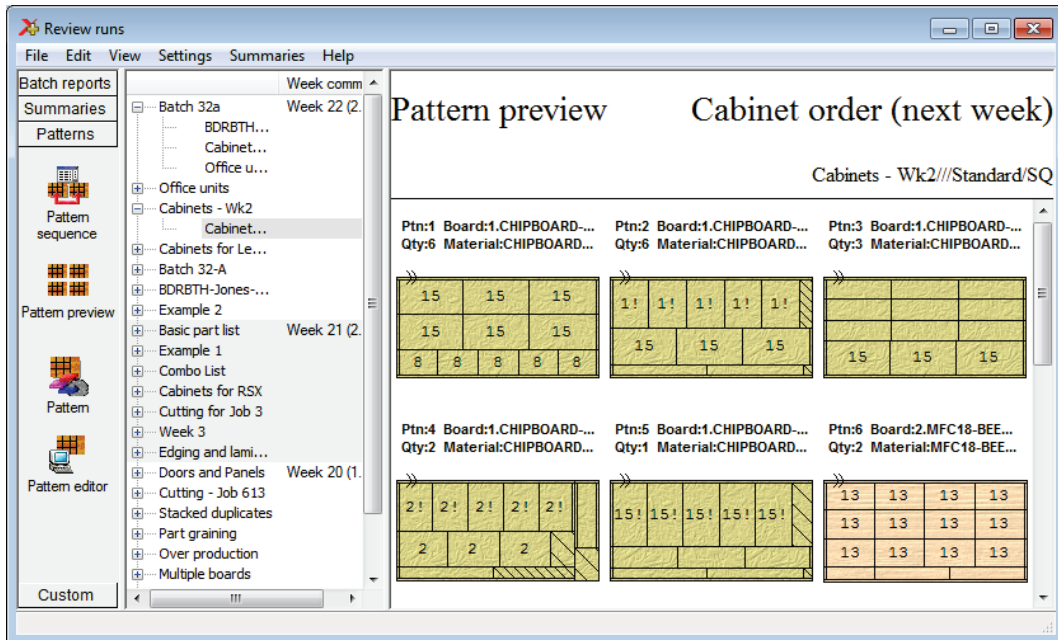 Review runs
File Edit View Settings Summaries Help
Batch reports
Summaries
Patterns
Pattern
sequence
Pattern preview
Pattern
Pattern editor
Custom
Week comm
Batch 32a Week 22 (2.
BDRBTH...
Cabinet...
Office u...
Office units
Cabinets - Wk2
Cabinet...
Cabinets for Le...
Batch 32-A
BDRBTH-Jones-...
Example 2
Basic part list Week 21 (2.
Example 1
Combo List
Cabinets for RSX
Cutting for Job 3
Week 3
Edging and lami...
Doors and Panels Week 20 (1.
Cutting - Job 613
Stacked duplicates
Part graining
Over production
Multiple boards
Pattern preview Cabinet order (next week)
Cabinets - Wk2///Standard/SQ
Ptn:1 Board:1.CHIPBOARD-...
Qty:6 Material:CHIPBOARD...
15 15 15
15 15 15
8 8 8 8 8
Ptn:2 Board:1.CHIPBOARD-...
Qty:6 Material:CHIPBOARD...
1! 1! 1! 1! 1!
15 15 15
Ptn:3 Board:1.CHIPBOARD-...
Qty:3 Material:CHIPBOARD...
15 15 15
Ptn:4 Board:1.CHIPBOARD-...
Qty:2 Material:CHIPBOARD...
2! 2! 2! 2! 2!
2 2 2
Ptn:5 Board:1.CHIPBOARD-...
Qty:1 Material:CHIPBOARD...
15! 15! 15! 15! 15!
Ptn:6 Board:2.MFC18-BEE...
Qty:2 Material:MFC18-BEE...
13 13 13 13
13 13 13 13
13 13 13 13